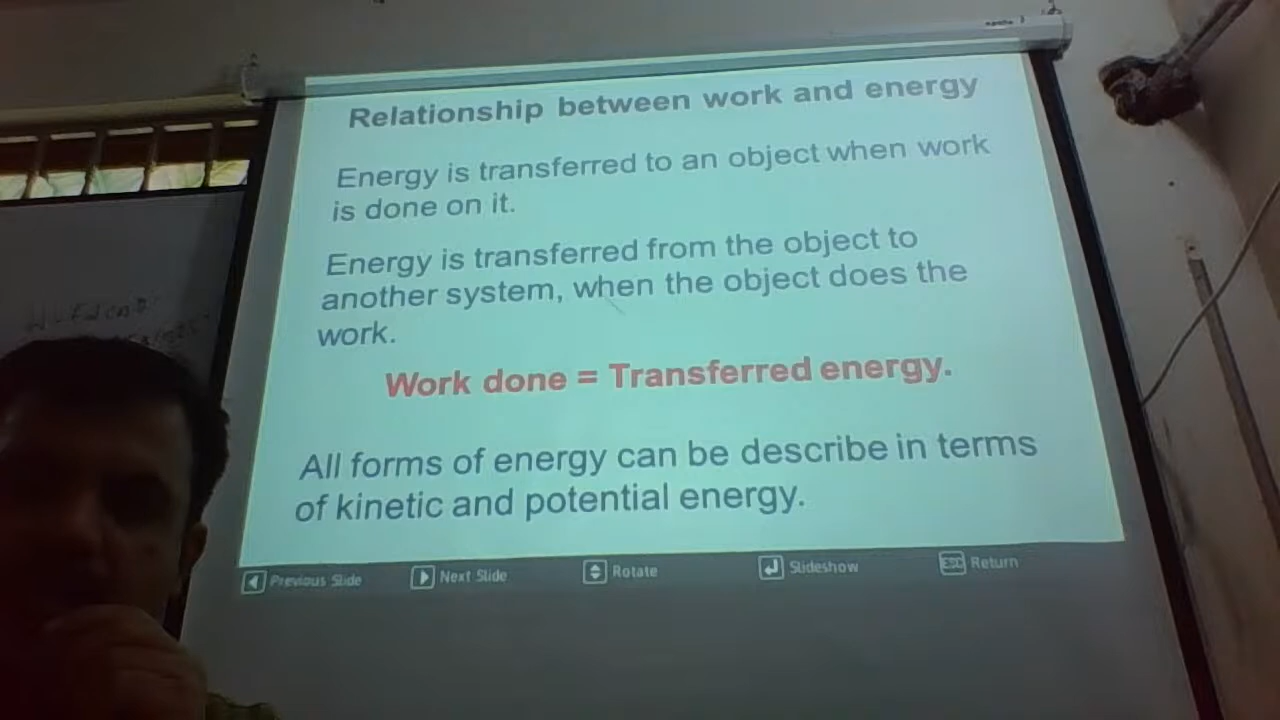 Relationship between work and energy
Energy is transferred to an object when work
is done on it.
Energy is transferred from the object to
another system, when the object does the
work.
Work done = Transferred energy.
All forms of energy can be describe in terms
of kinetic and potential energy.
Previous Slide Next Slide Rotate Slideshow ESC Return